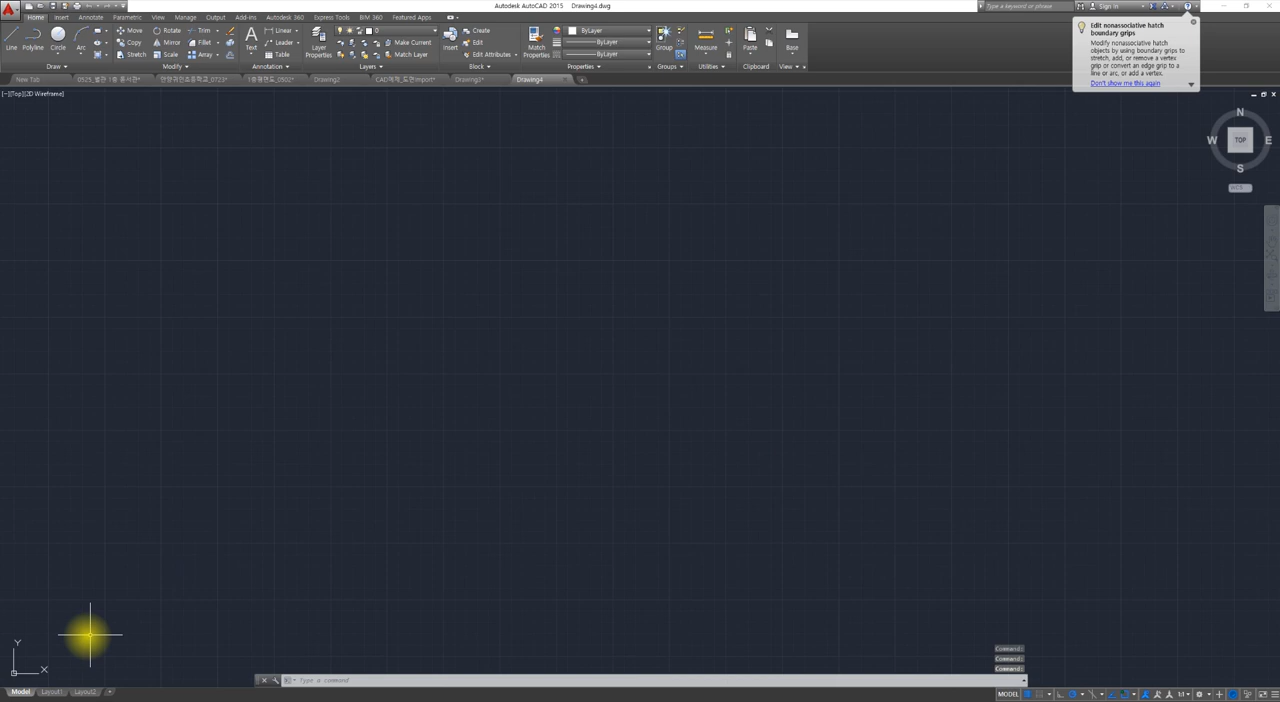 Autodesk AutoCAD 2015 Drawing4.dwg
Type a keyword or phrase
Sign In
Home Insert Annotate Parametric View Manage Output Add-ins Autodesk 360 Express Tools BIM 360 Featured Apps
Line Polyline Circle Arc
Move Rotate Trim
Copy Mirror Fillet
Stretch Scale Array
Text Linear
Leader
Table
Layer Properties
0
Make Current
Match Layer
Insert
Create
Edit
Edit Attributes
Match Properties
ByLayer
ByLayer
ByLayer
Group
Measure
Paste
Base
Draw Modify Annotation Layers Block Properties Groups Utilities Clipboard View
New Tab
Drawing2
Drawing3*
Drawing4
Edit nonassociative hatch
boundary grips
Modify nonassociative hatch
objects by using boundary grips to
stretch, add, or remove a vertex
grip or convert an edge grip to a
line or arc, or add a vertex.
Don't show me this again
[−][Top][2D Wireframe]
N
W TOP E
S
WCS
Y
X
Command:
Command:
Command:
Type a command
Model Layout1 Layout2 +
MODEL
1:1